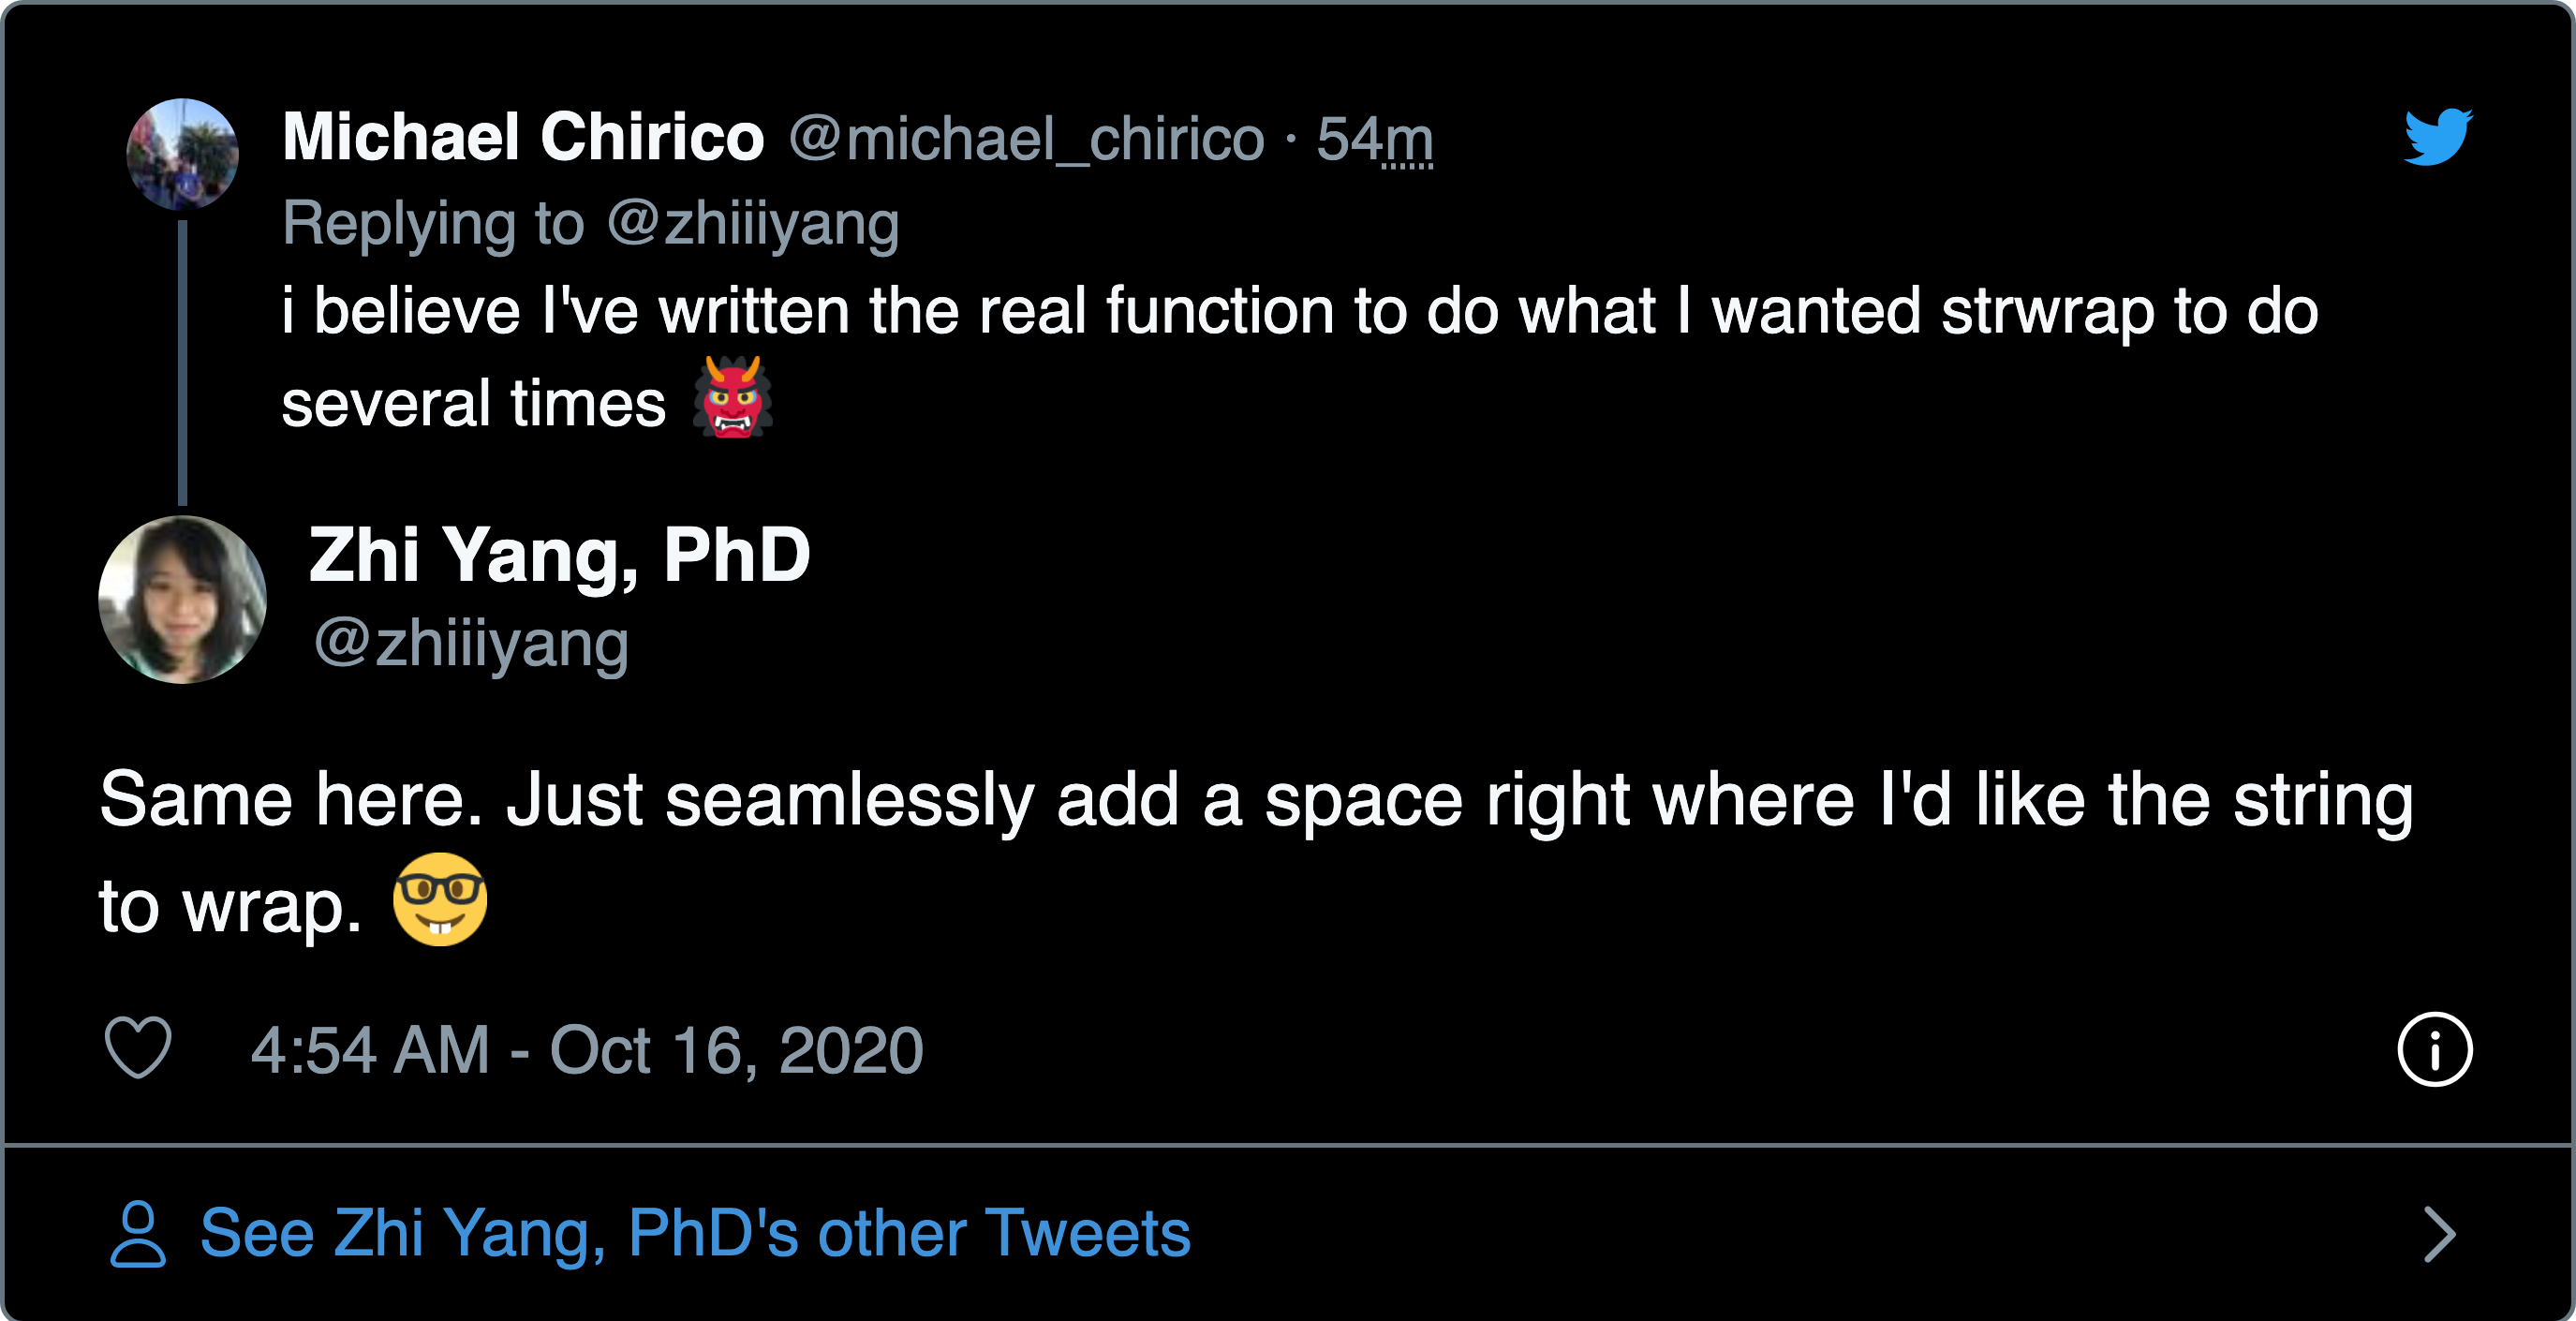 Michael Chirico @michael_chirico · 54m
Replying to @zhiiiyang
i believe I've written the real function to do what I wanted strwrap to do
several times 👹
Zhi Yang, PhD
@zhiiiyang
Same here. Just seamlessly add a space right where I'd like the string
to wrap. 🤓
4:54 AM - Oct 16, 2020
See Zhi Yang, PhD's other Tweets